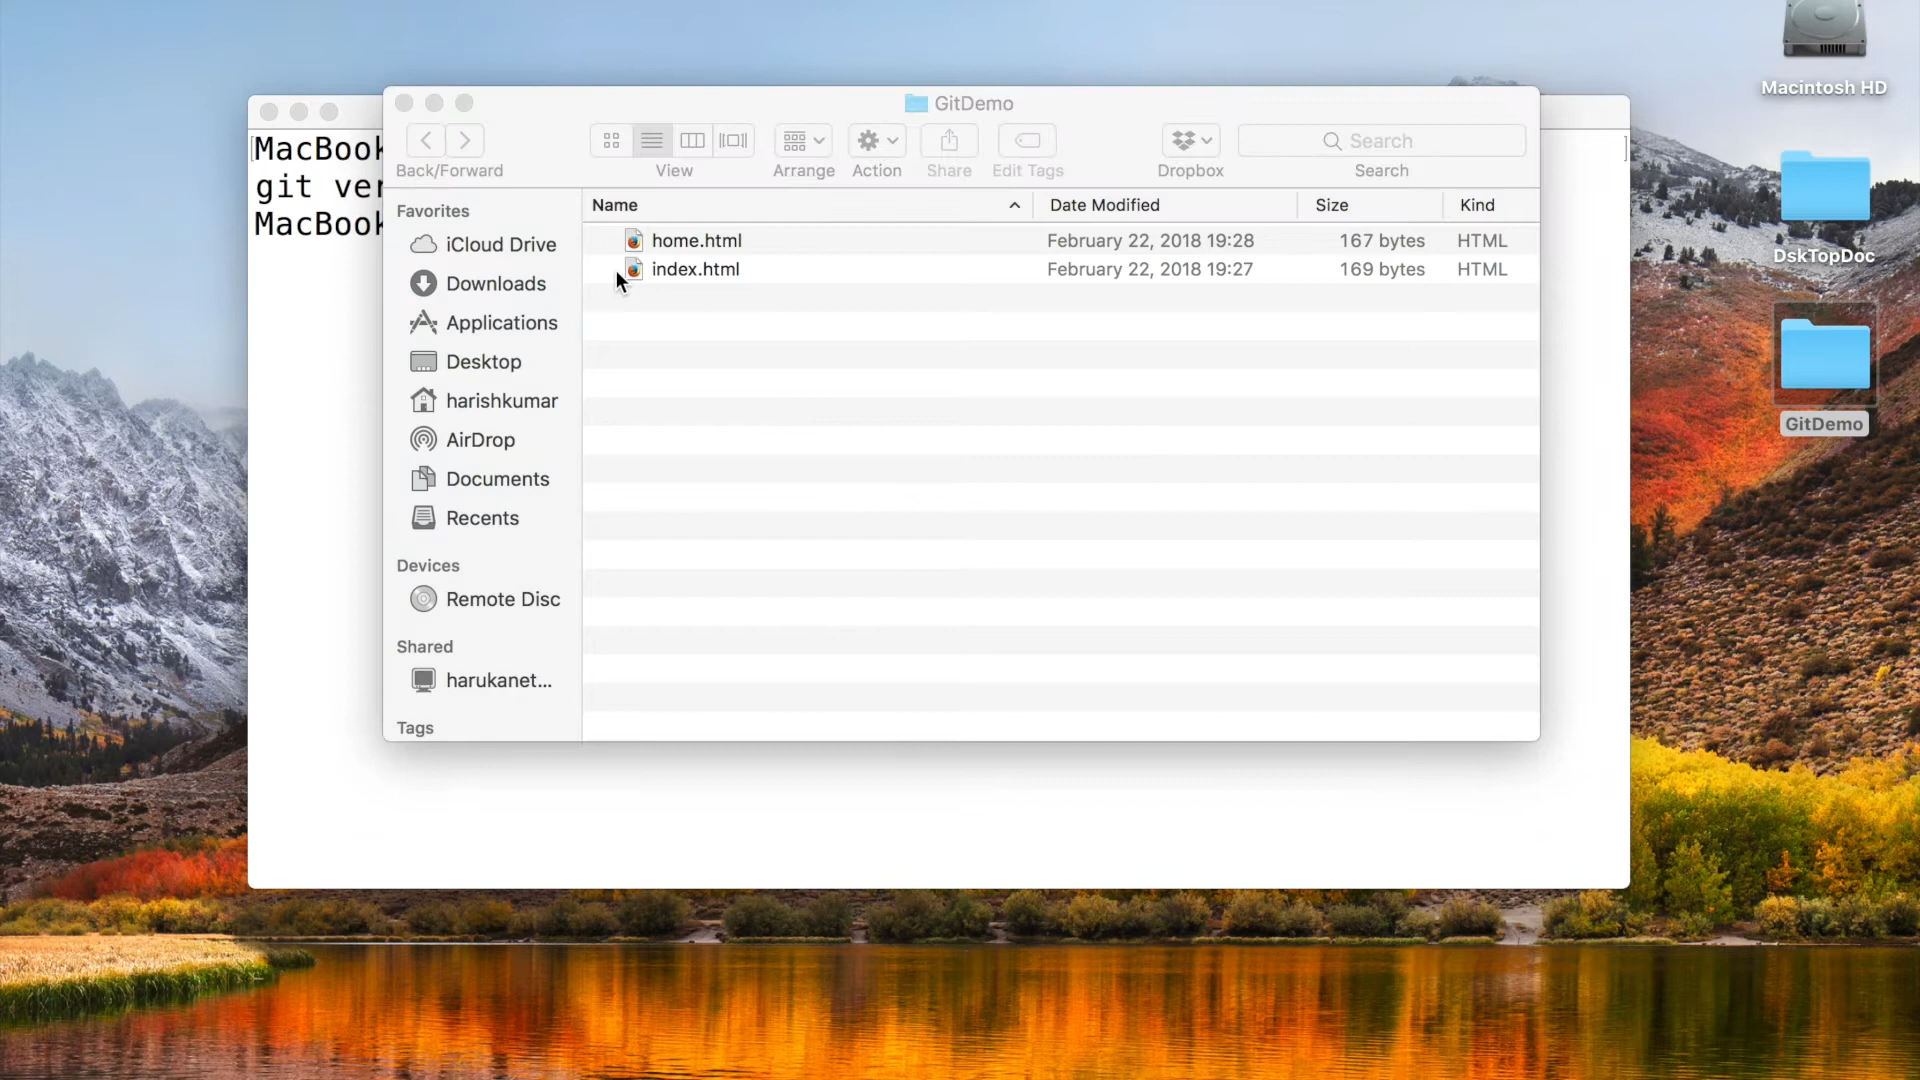 Macintosh HD
DskTopDoc
GitDemo
GitDemo
Back/Forward
View
Arrange
Action
Share
Edit Tags
Dropbox
Search
Search
MacBook
git ver
MacBook
Favorites
iCloud Drive
Downloads
Applications
Desktop
harishkumar
AirDrop
Documents
Recents
Devices
Remote Disc
Shared
harukanet...
Tags
Name Date Modified Size Kind
home.html February 22, 2018 19:28 167 bytes HTML
index.html February 22, 2018 19:27 169 bytes HTML